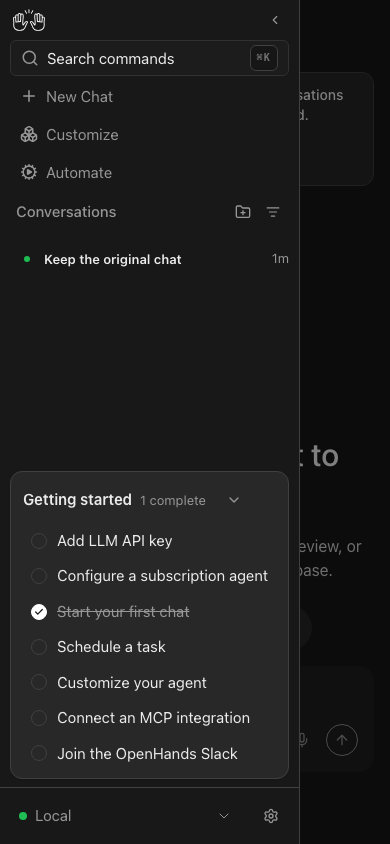 Search commands
⌘K
New Chat
Customize
Automate
Conversations
Keep the original chat
1m
Getting started
1 complete
Add LLM API key
Configure a subscription agent
Start your first chat
Schedule a task
Customize your agent
Connect an MCP integration
Join the OpenHands Slack
Local
to
or